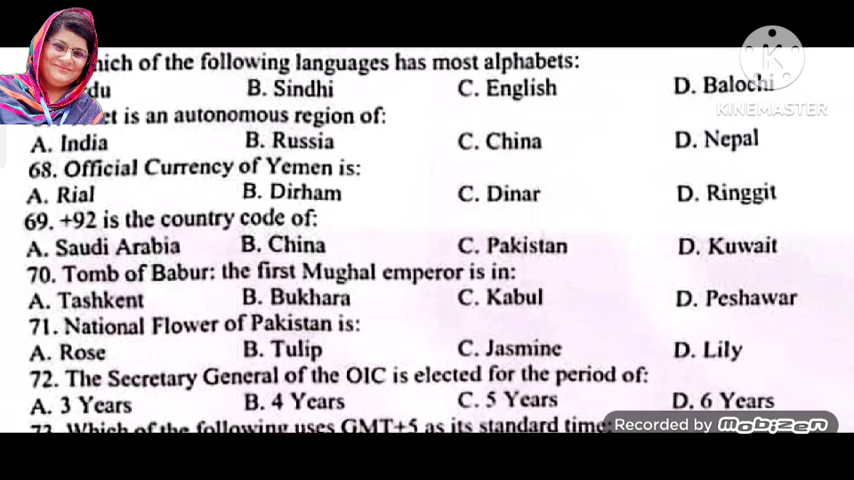 hich of the following languages has most alphabets:
du B. Sindhi C. English D. Balochi
KINEMASTER
ct is an autonomous region of:
A. India B. Russia C. China D. Nepal
68. Official Currency of Yemen is:
A. Rial B. Dirham C. Dinar D. Ringgit
69. +92 is the country code of:
A. Saudi Arabia B. China C. Pakistan D. Kuwait
70. Tomb of Babur: the first Mughal emperor is in:
A. Tashkent B. Bukhara C. Kabul D. Peshawar
71. National Flower of Pakistan is:
A. Rose B. Tulip C. Jasmine D. Lily
72. The Secretary General of the OIC is elected for the period of:
A. 3 Years B. 4 Years C. 5 Years D. 6 Years
73. Which of the following uses GMT+5 as its standard time:
Recorded by mobizen